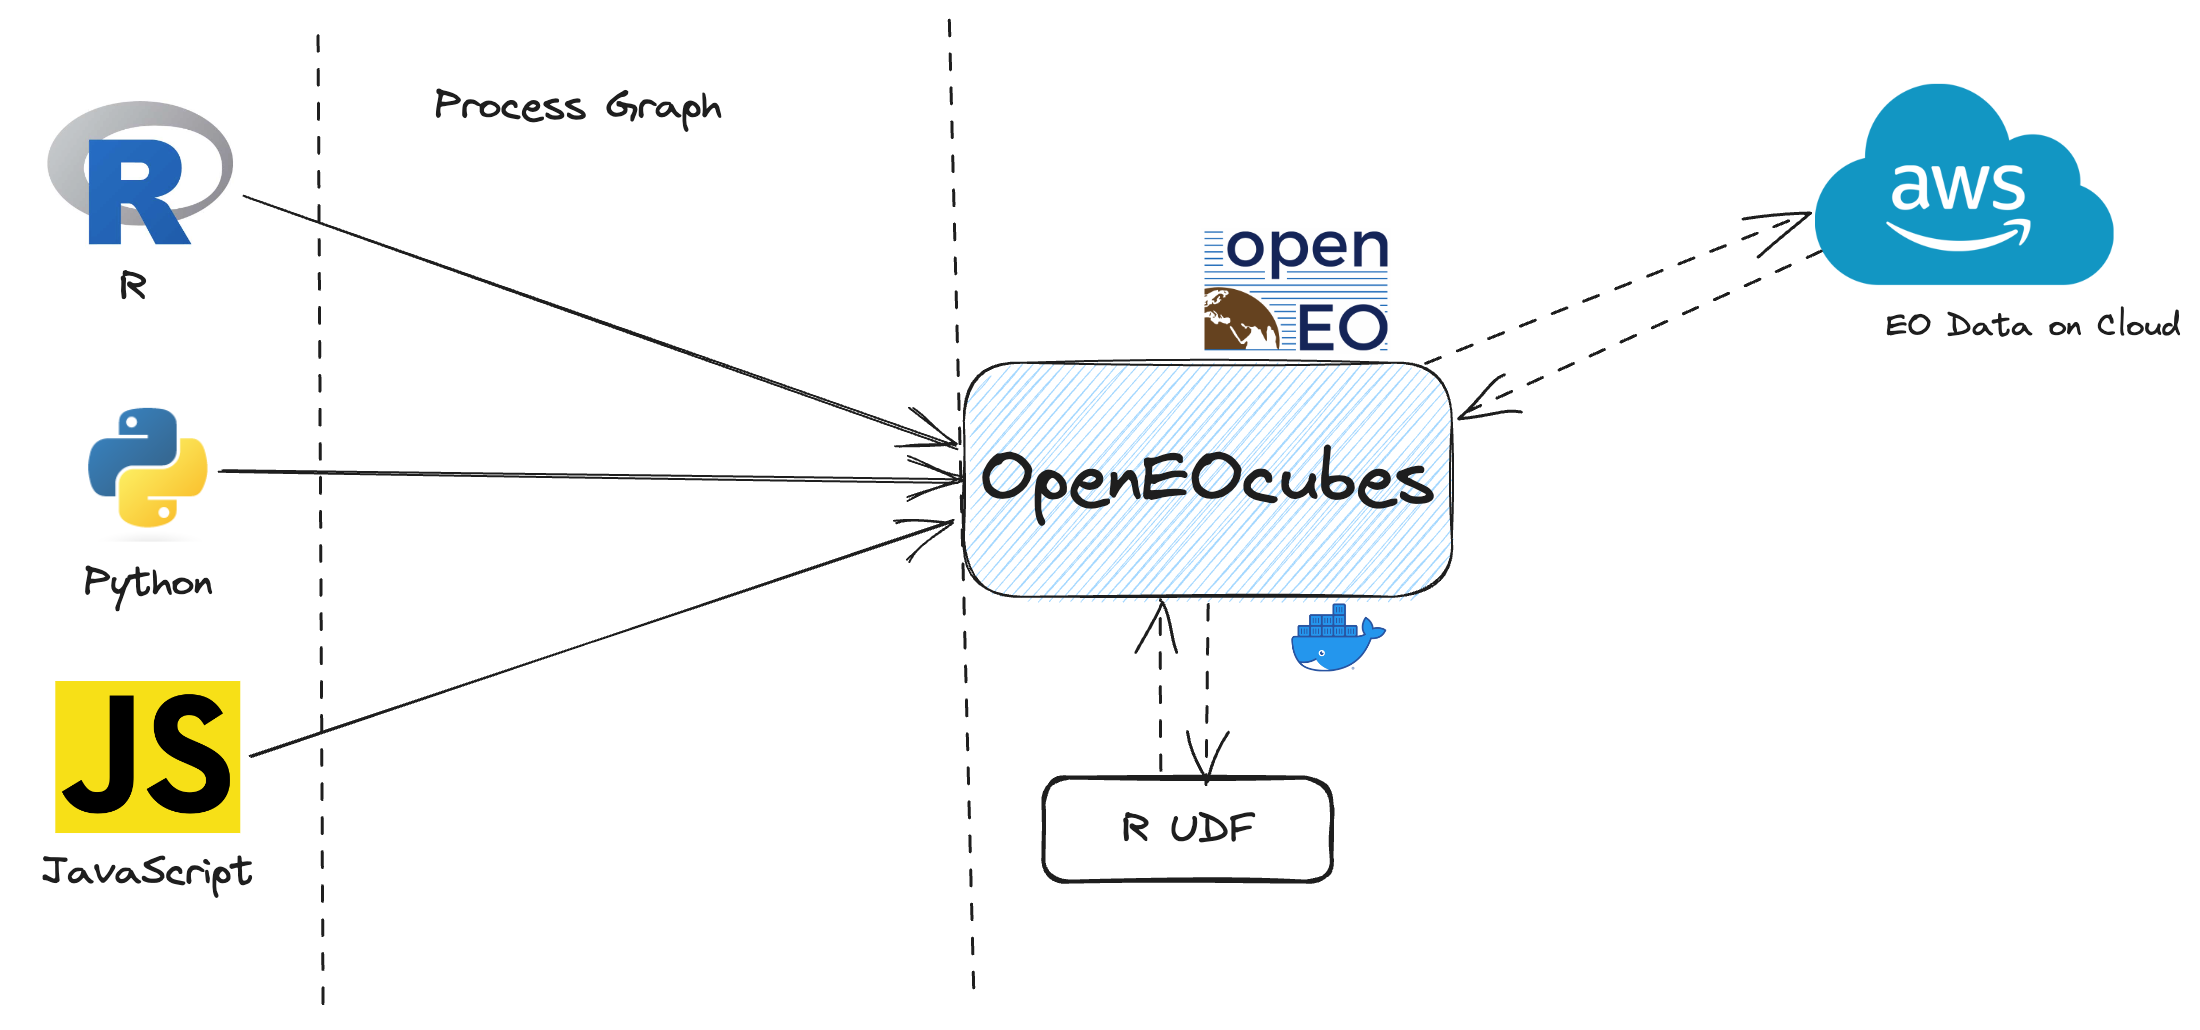 Process Graph
R
R
Python
JS
JavaScript
open
EO
OpenEOcubes
R UDF
aws
EO Data on Cloud